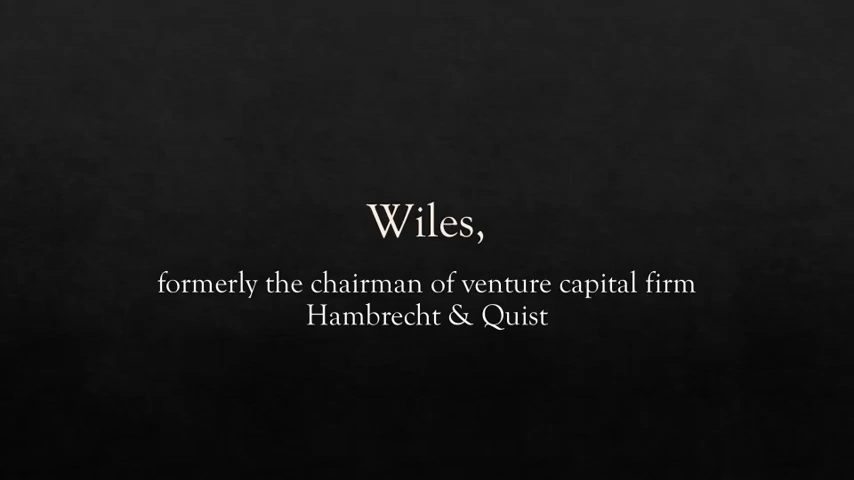 Wiles,
formerly the chairman of venture capital firm
Hambrecht & Quist